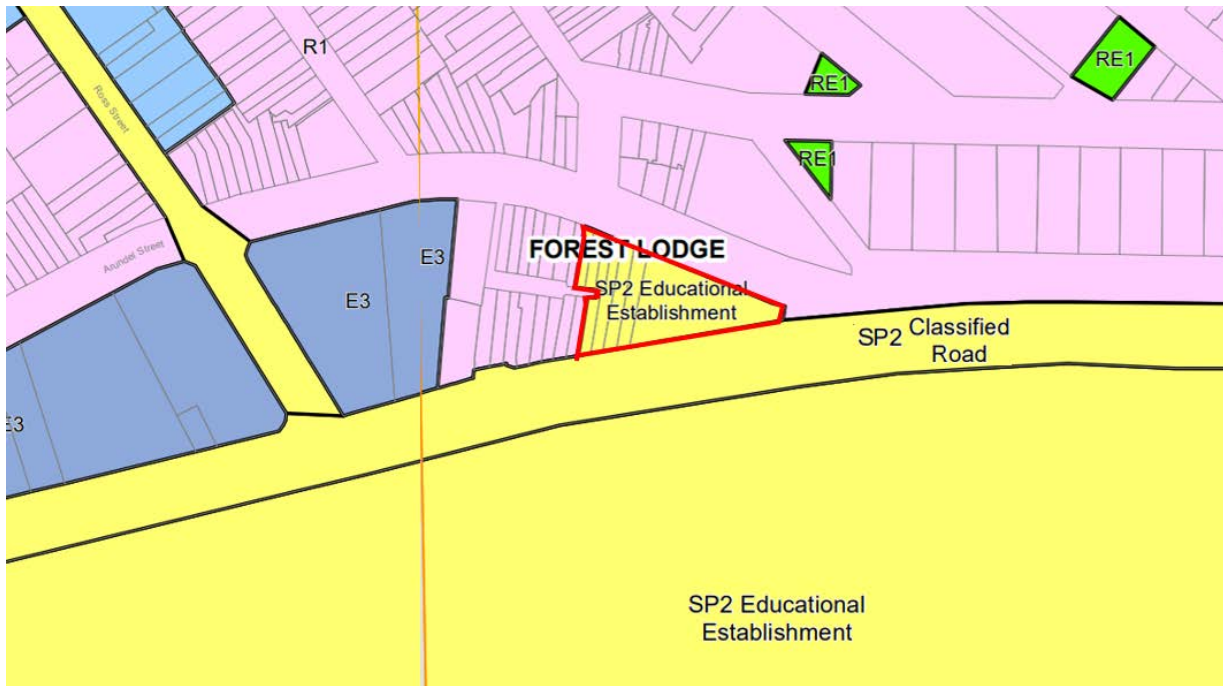 R1
RE1
RE1
Ross Street
RE1
Arundel Street
FOREST LODGE
E3
E3
SP2 Educational
Establishment
SP2 Classified
Road
E3
SP2 Educational
Establishment